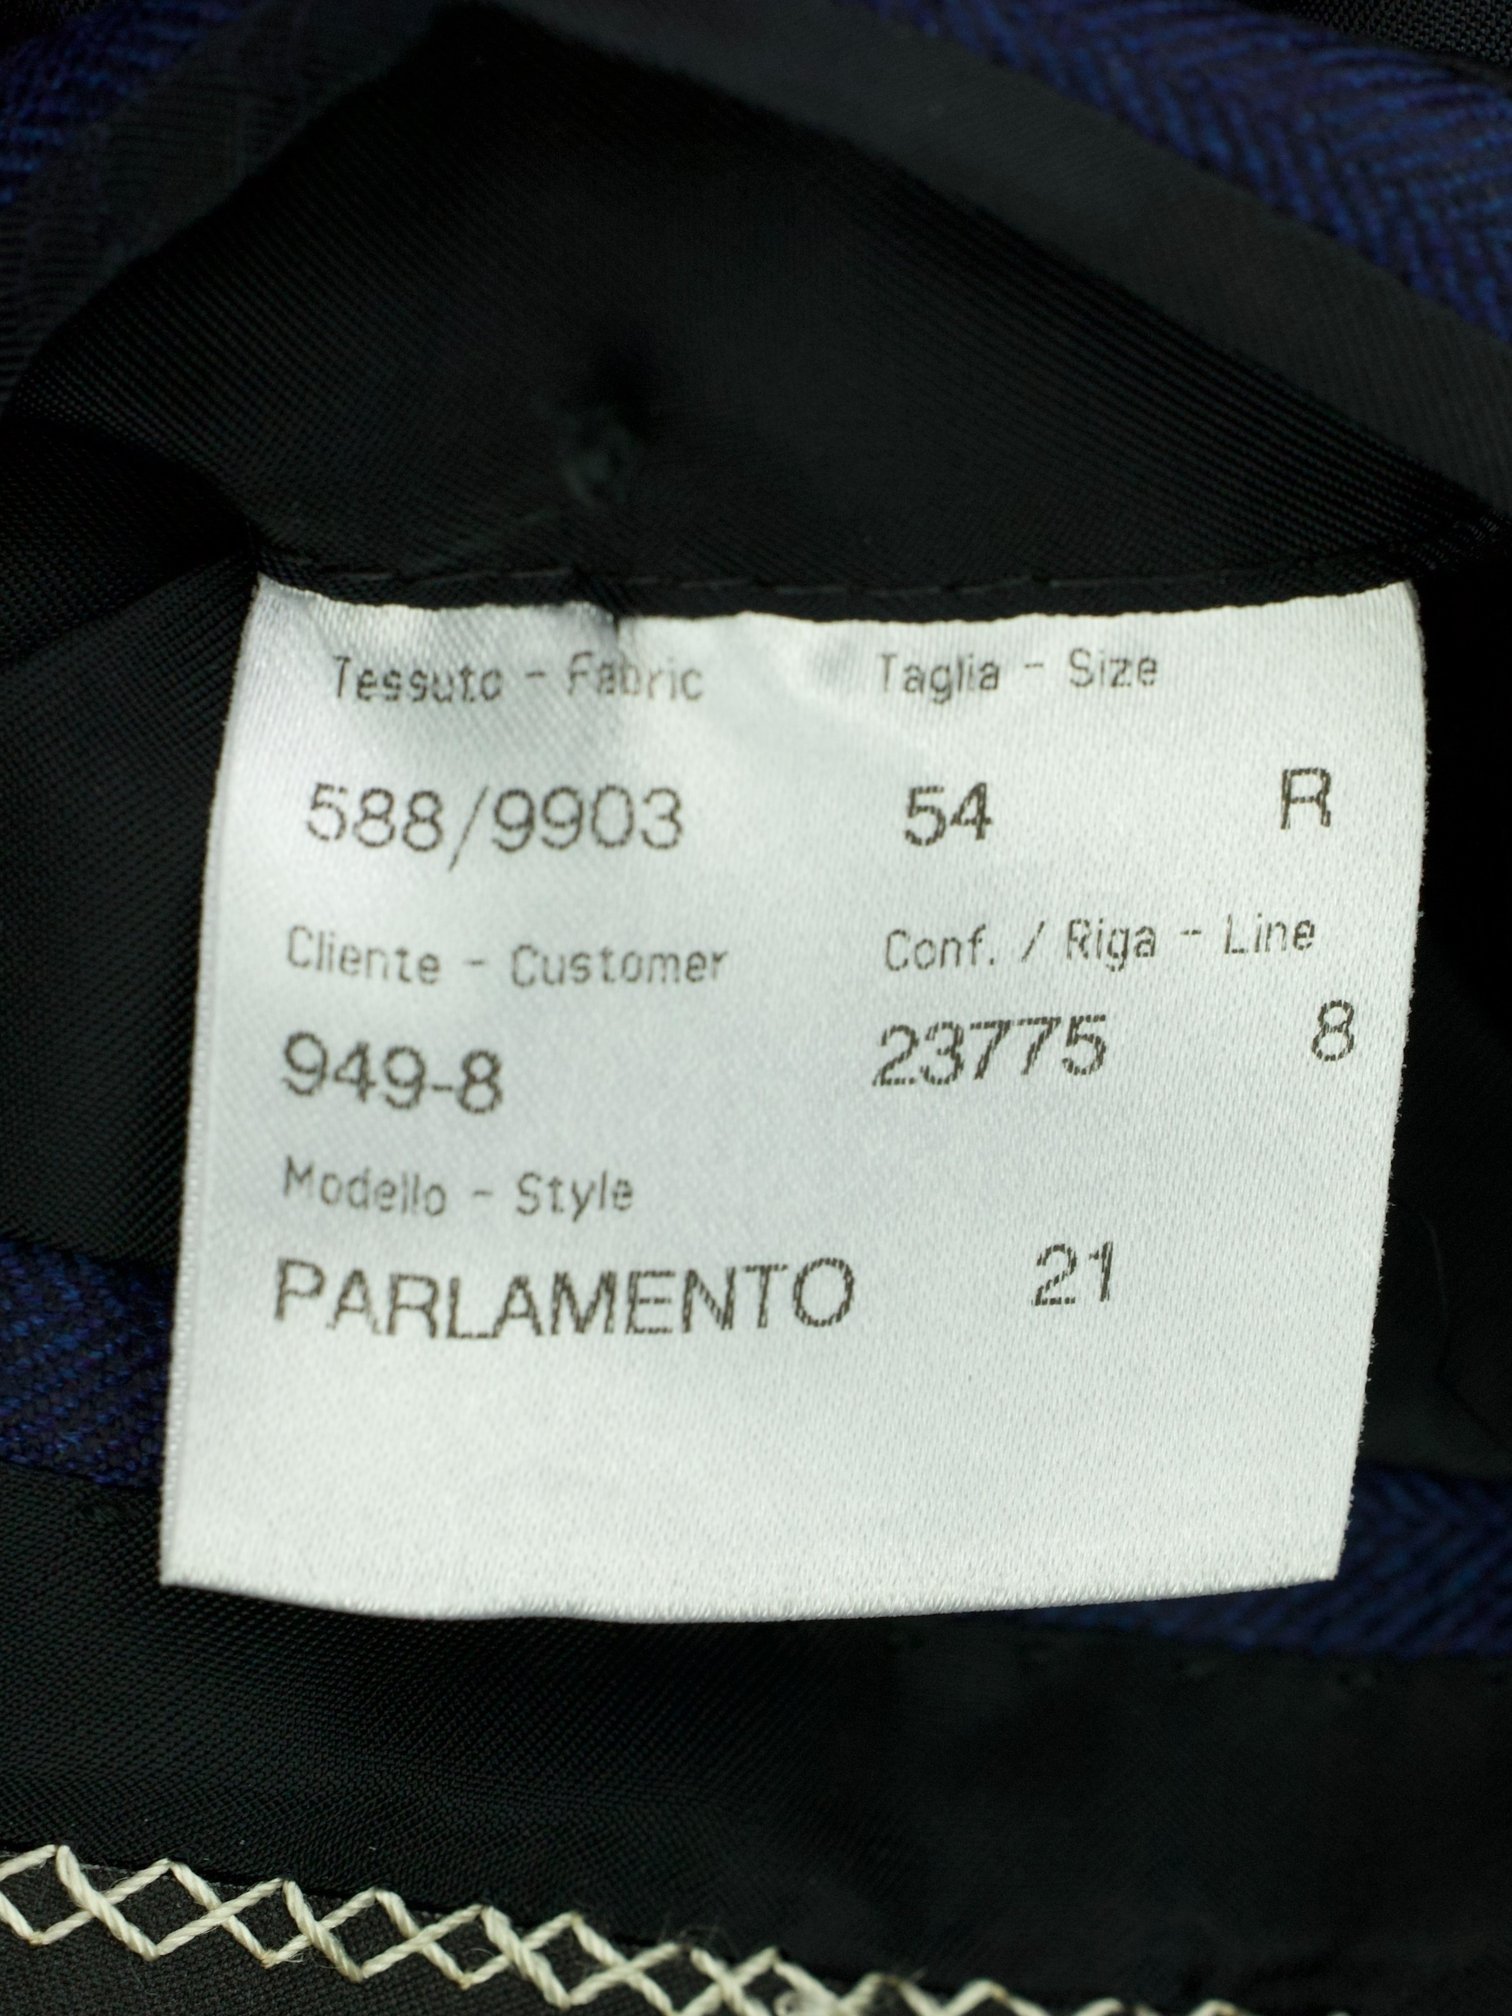 Tessuto - Fabric Taglia - Size
588/9903 54 R
Cliente - Customer Conf. / Riga - Line
949-8 23775 8
Modello - Style
PARLAMENTO 21